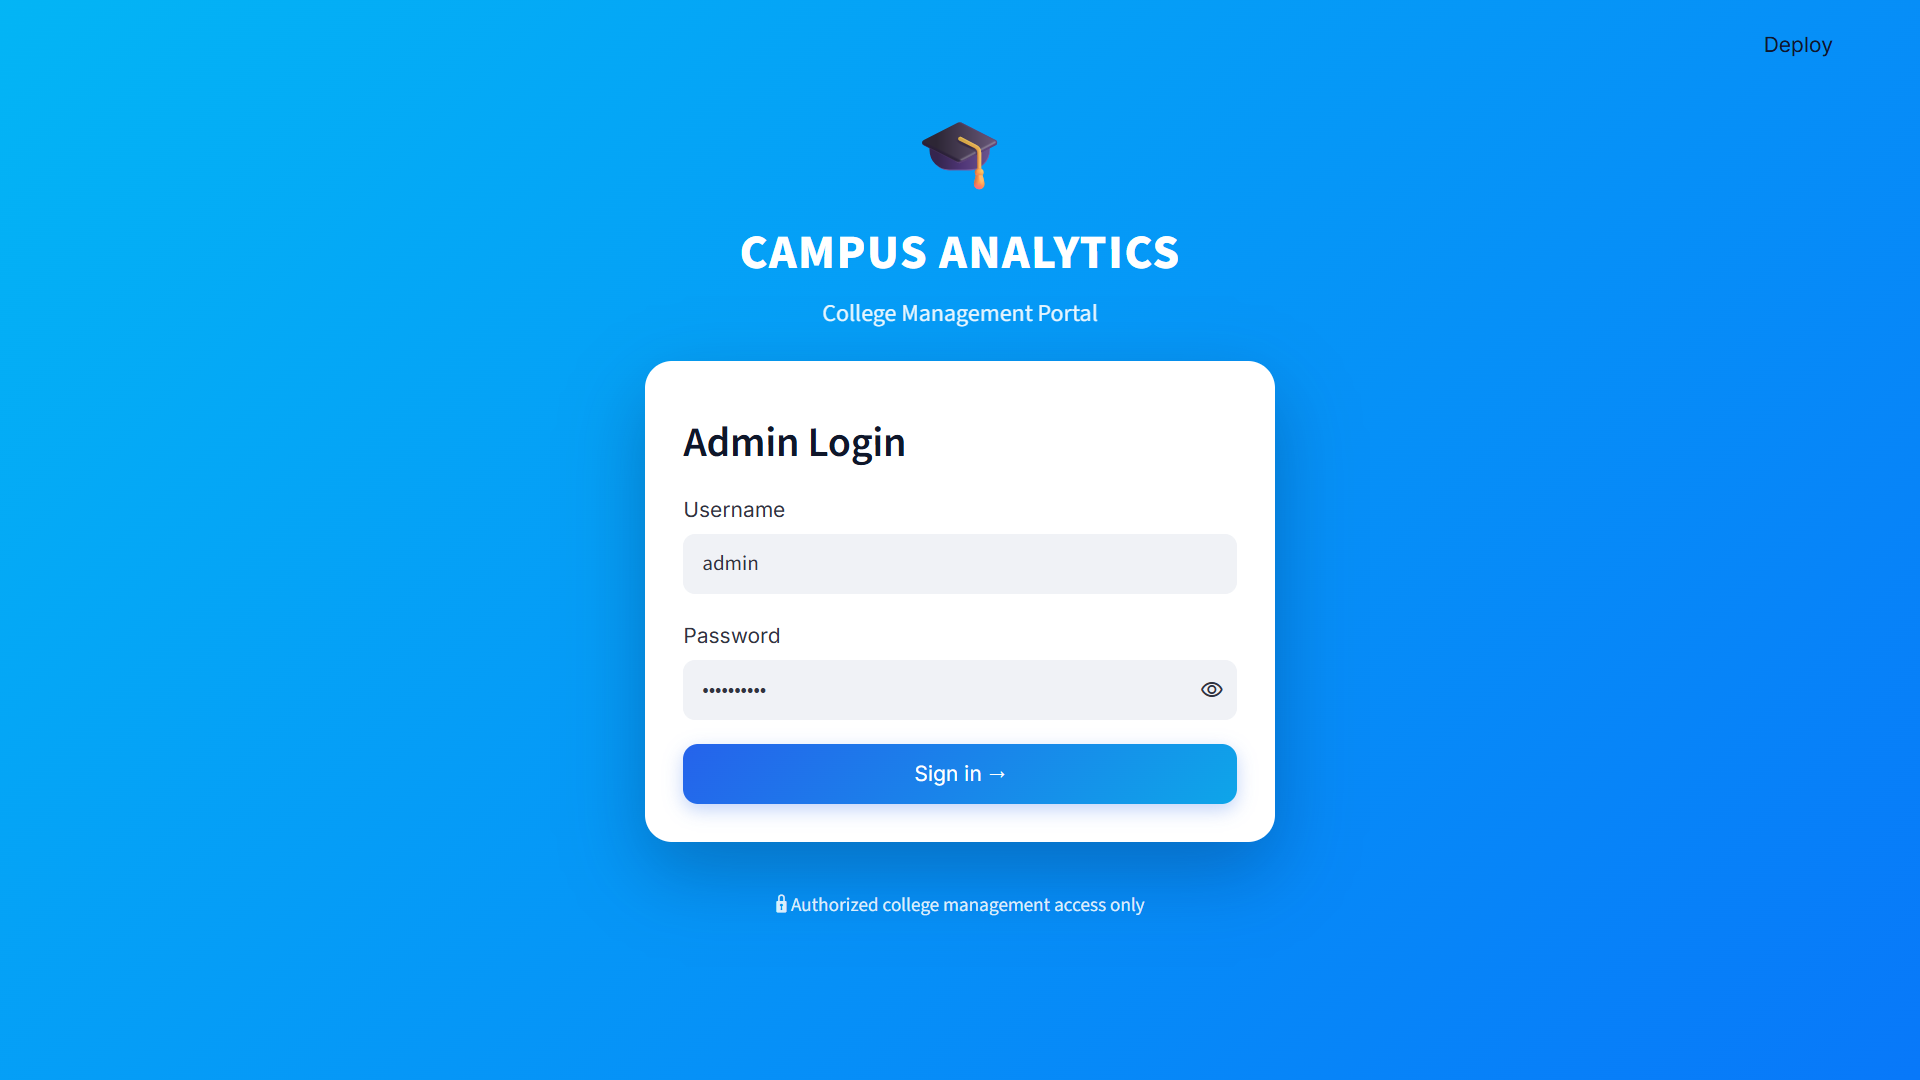 Deploy
CAMPUS ANALYTICS
College Management Portal
Admin Login
Username
admin
Password
••••••••••
Sign in →
Authorized college management access only